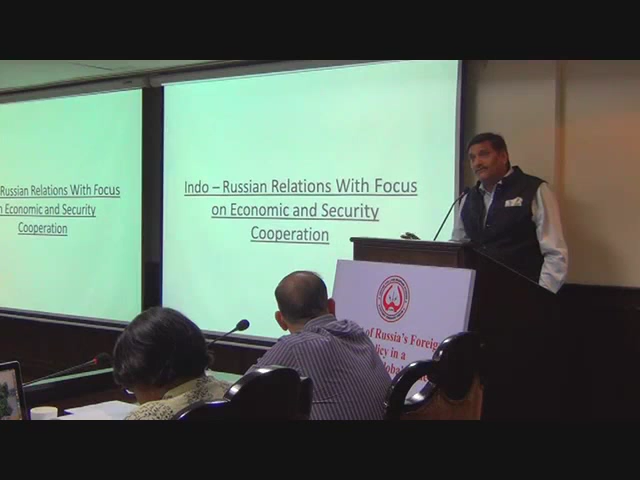 Russian Relations With Focus
n Economic and Security
Cooperation
Indo – Russian Relations With Focus
on Economic and Security
Cooperation
of Russia's Foreig
icy in a